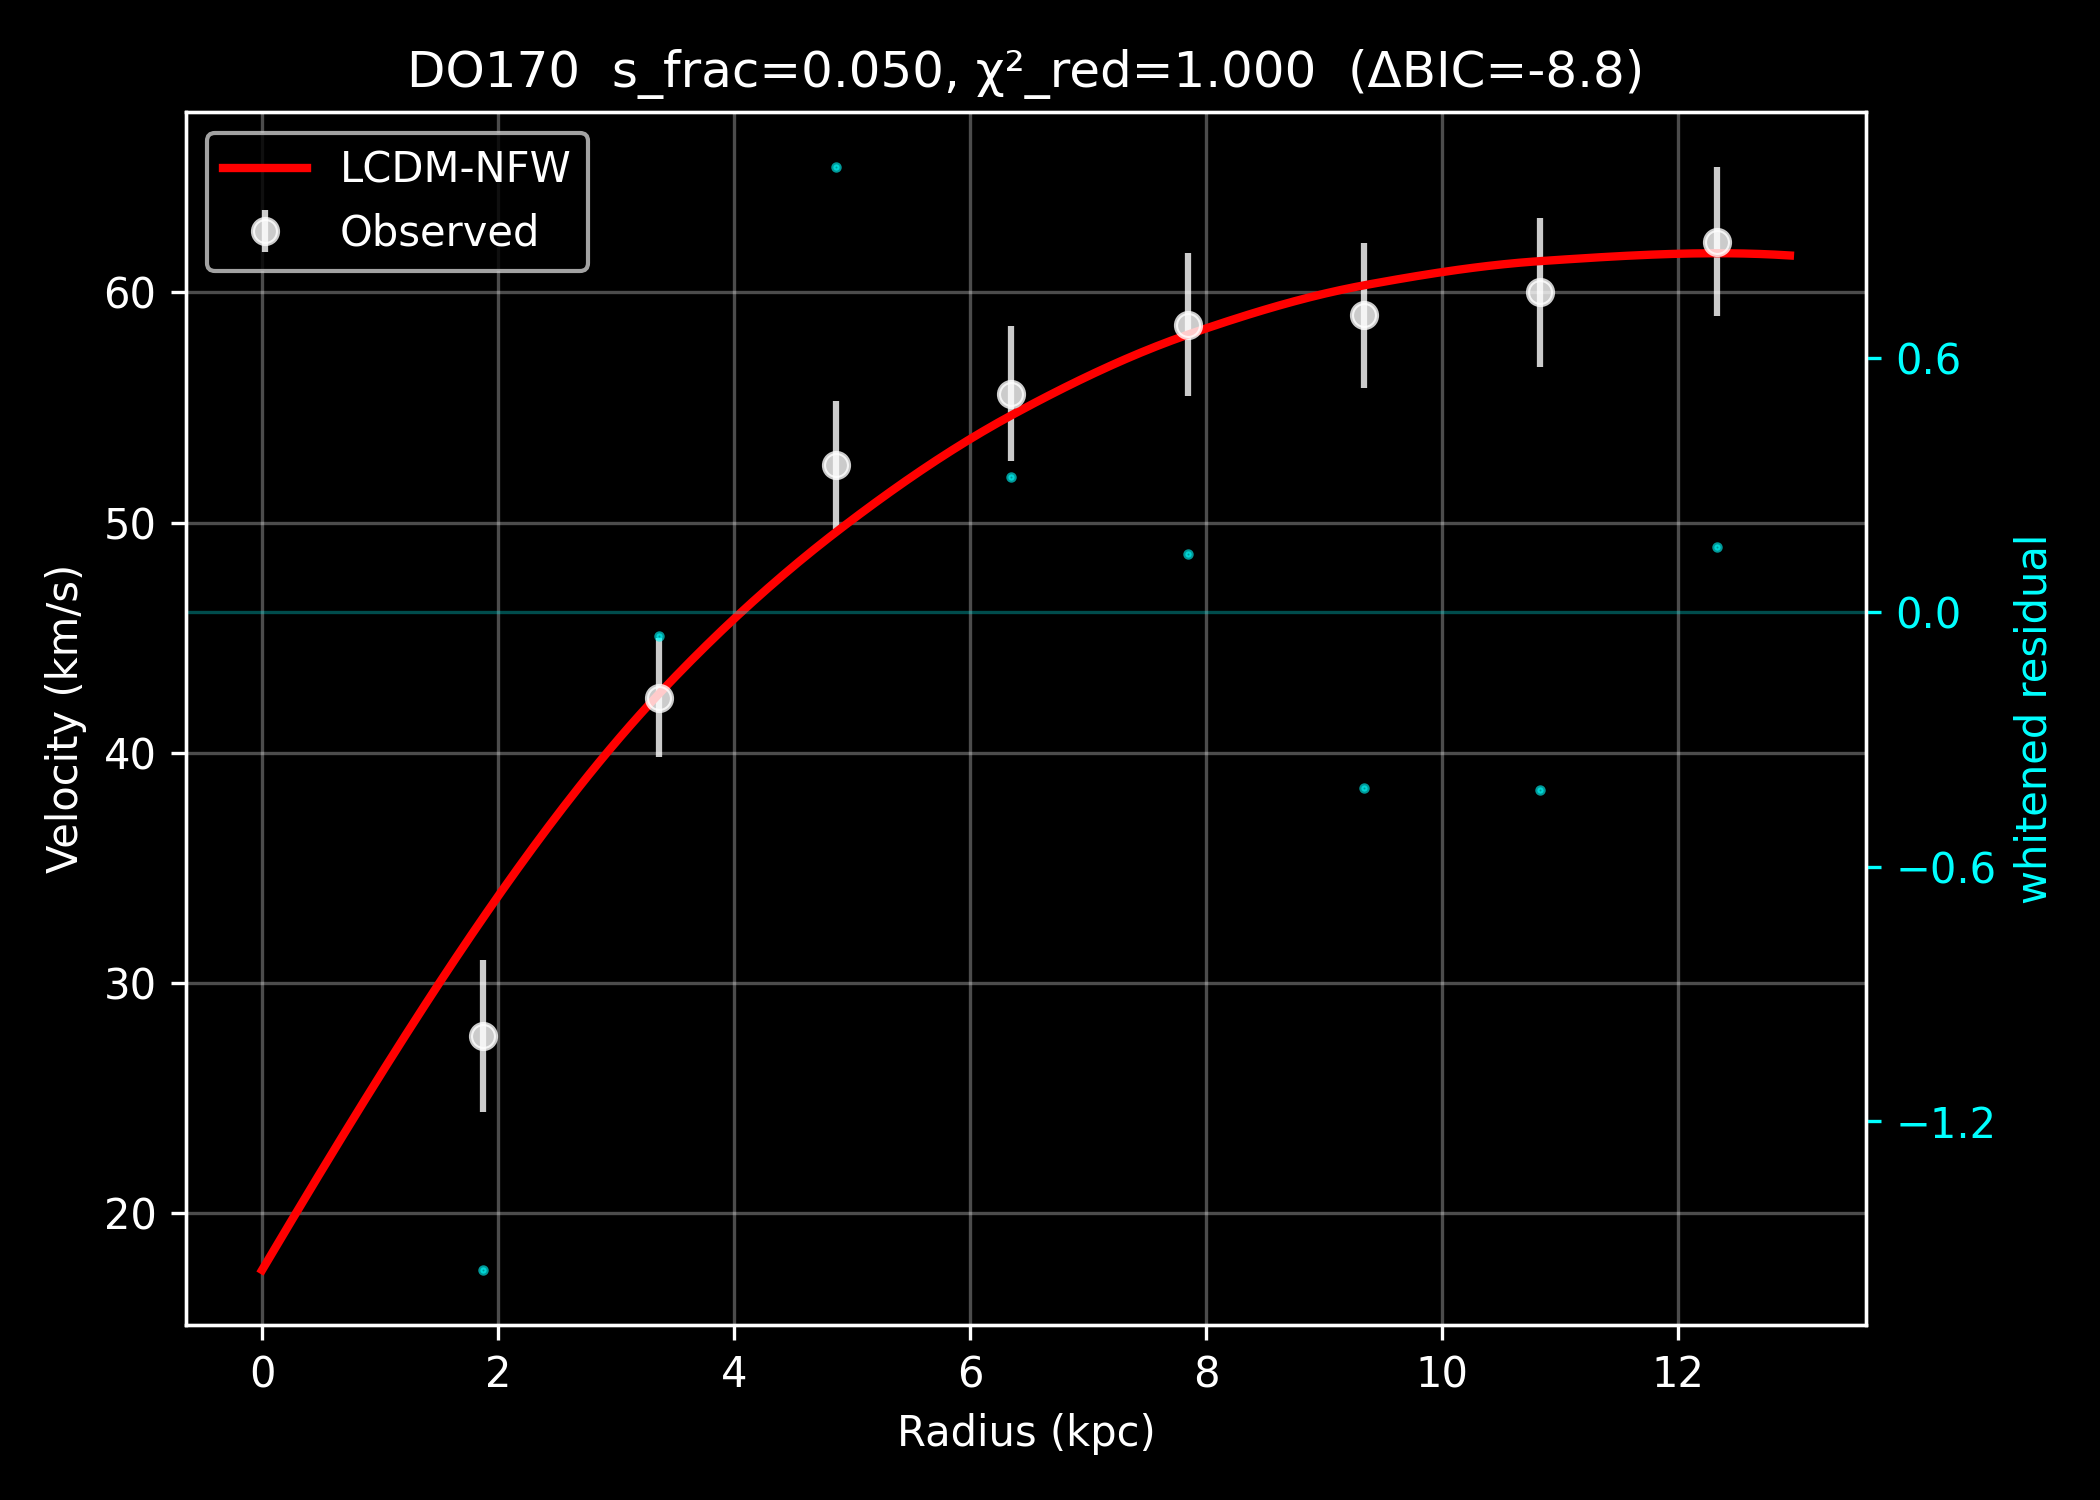 DO170  s_frac=0.050, χ²_red=1.000  (ΔBIC=-8.8)
LCDM-NFW
Observed
60
50
40
30
20
Velocity (km/s)
0.6
0.0
−0.6
−1.2
whitened residual
0 2 4 6 8 10 12
Radius (kpc)